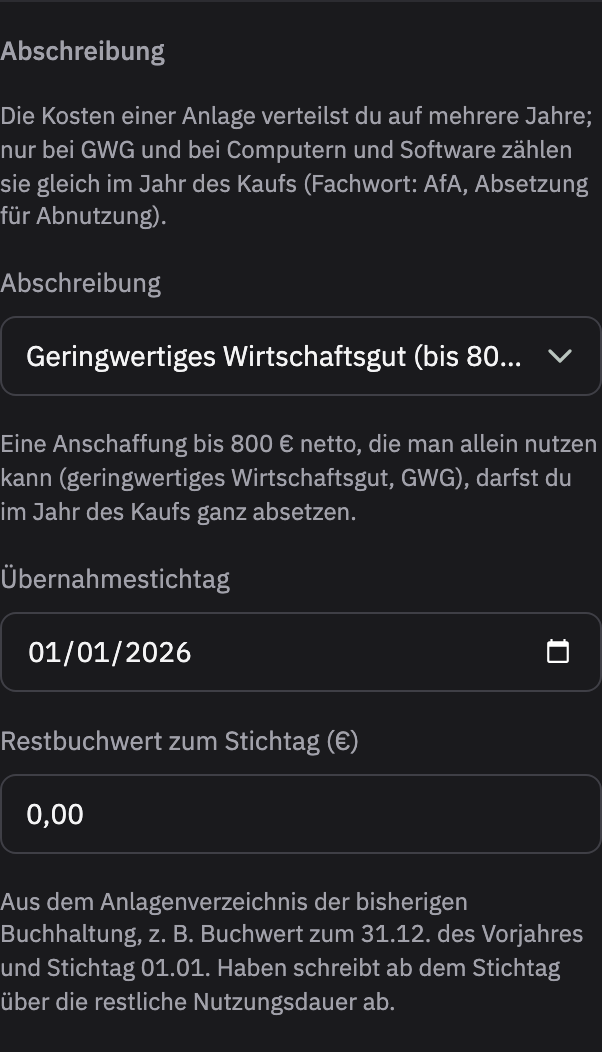 Abschreibung
Die Kosten einer Anlage verteilst du auf mehrere Jahre;
nur bei GWG und bei Computern und Software zählen
sie gleich im Jahr des Kaufs (Fachwort: AfA, Absetzung
für Abnutzung).
Abschreibung
Geringwertiges Wirtschaftsgut (bis 80...
Eine Anschaffung bis 800 € netto, die man allein nutzen
kann (geringwertiges Wirtschaftsgut, GWG), darfst du
im Jahr des Kaufs ganz absetzen.
Übernahmestichtag
01/01/2026
Restbuchwert zum Stichtag (€)
0,00
Aus dem Anlagenverzeichnis der bisherigen
Buchhaltung, z. B. Buchwert zum 31.12. des Vorjahres
und Stichtag 01.01. Haben schreibt ab dem Stichtag
über die restliche Nutzungsdauer ab.